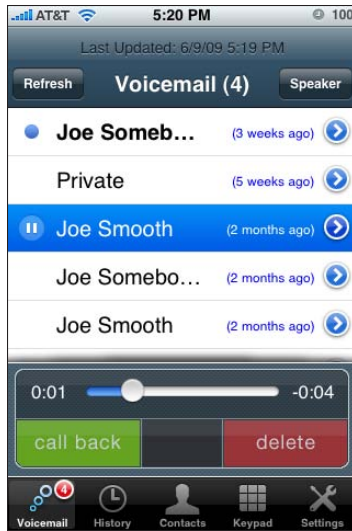 AT&T 5:20 PM 100
Last Updated: 6/9/09 5:19 PM
Refresh Voicemail (4) Speaker
Joe Someb... (3 weeks ago)
Private (5 weeks ago)
Joe Smooth (2 months ago)
Joe Somebo... (2 months ago)
Joe Smooth (2 months ago)
0:01 -0:04
call back delete
4
Voicemail History Contacts Keypad Settings